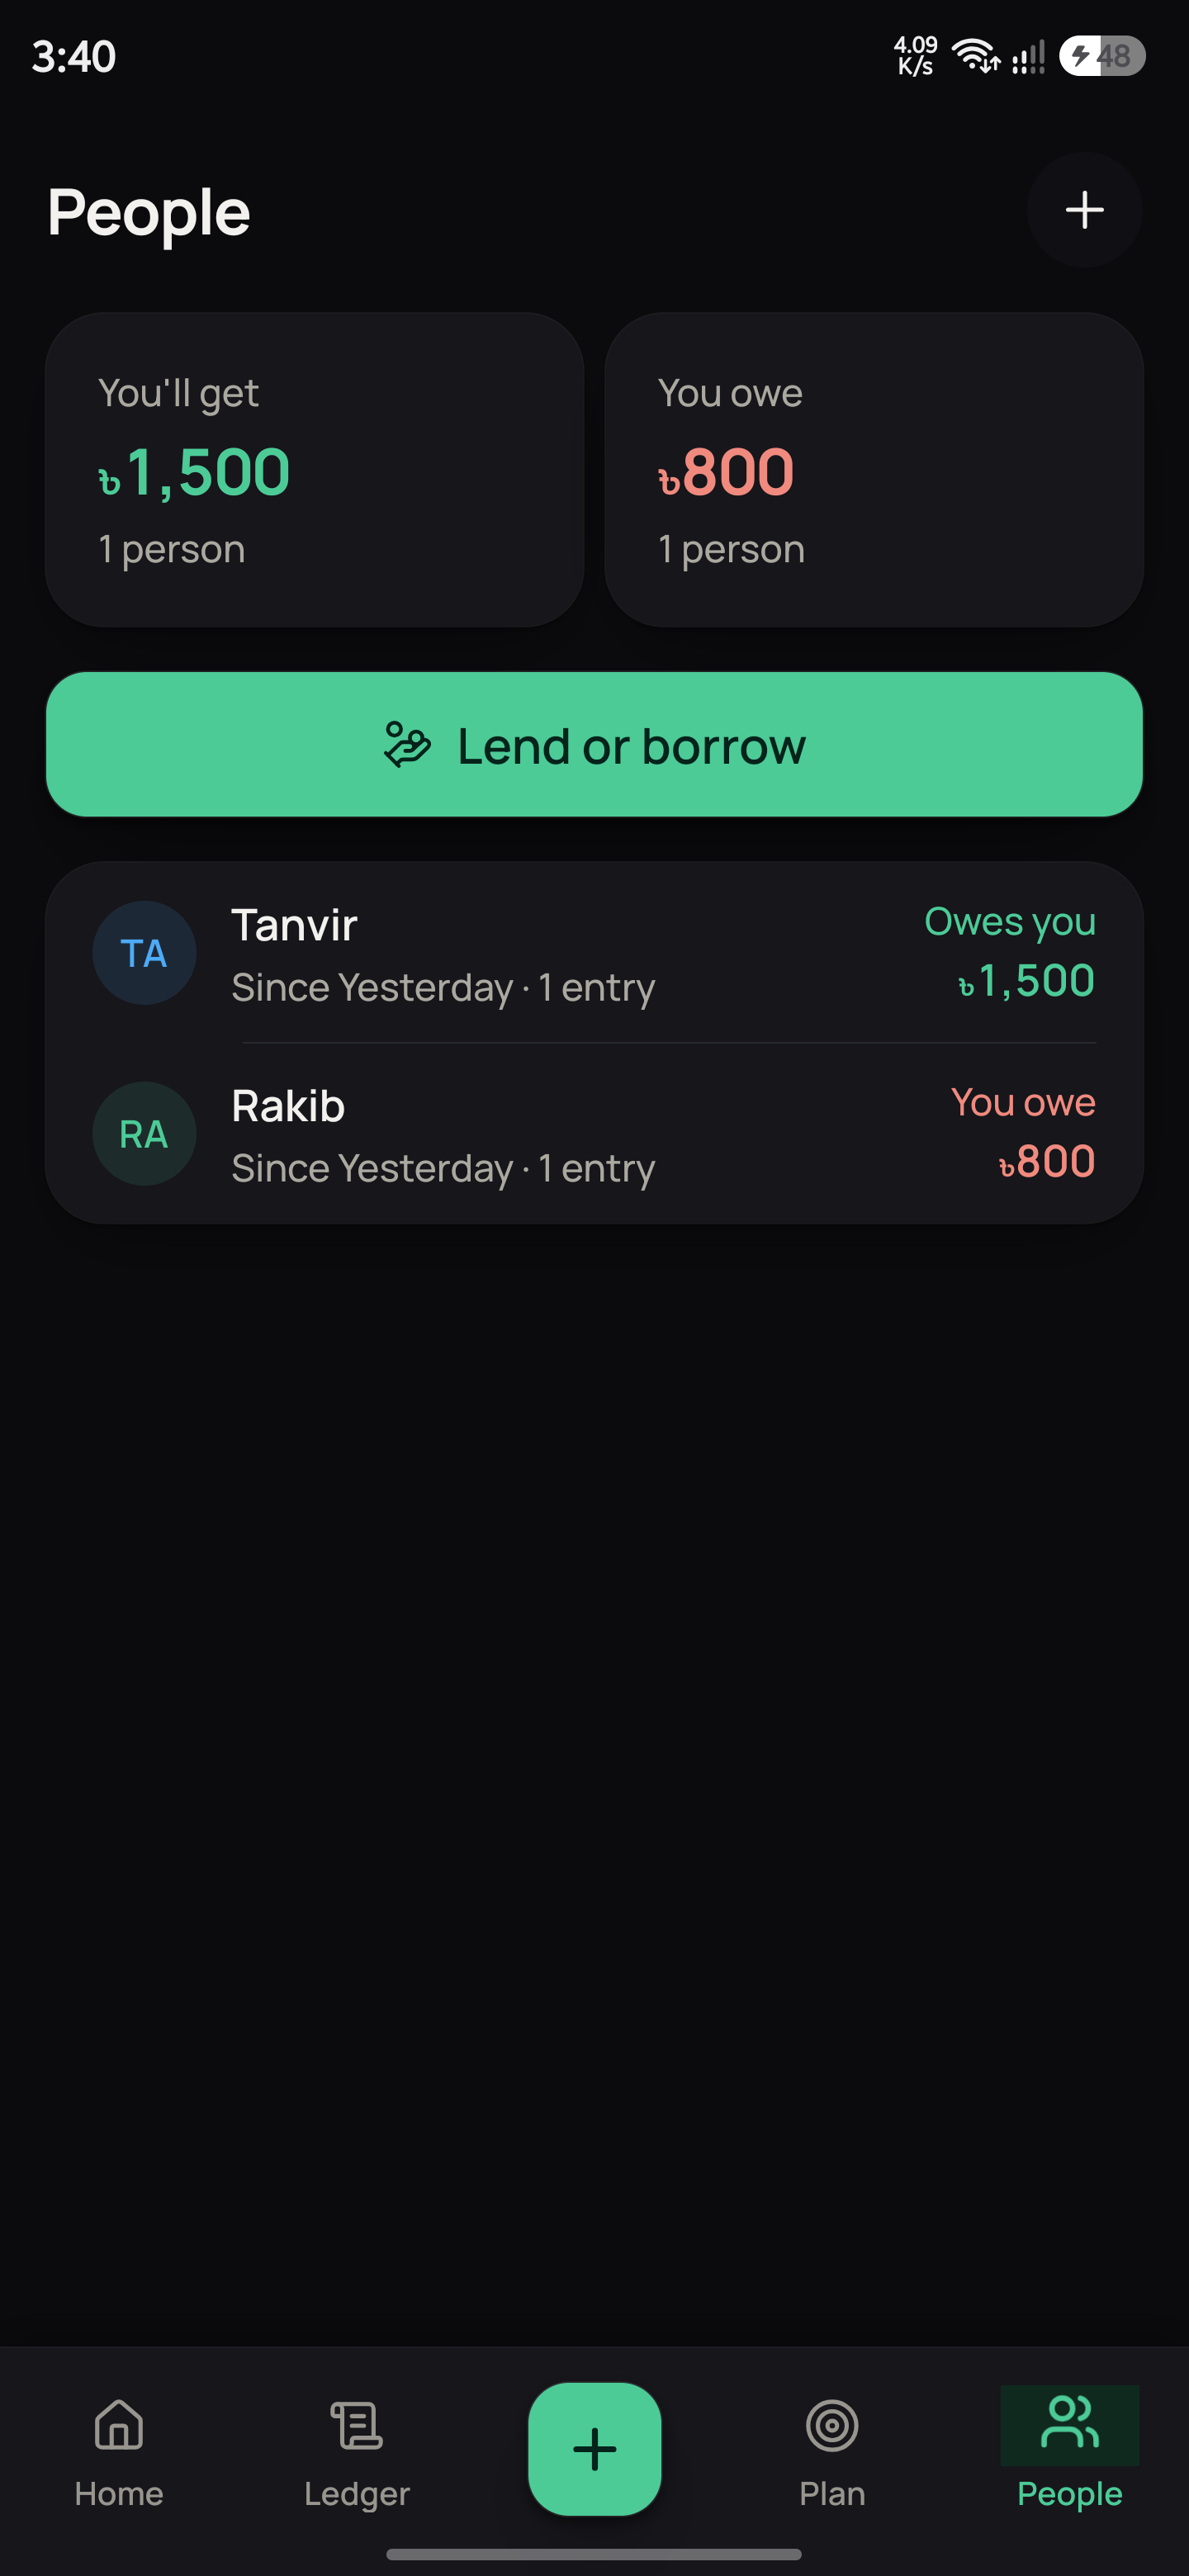 3:40
4.09
K/s
48
People
You'll get
৳1,500
1 person
You owe
৳800
1 person
Lend or borrow
TA
Tanvir
Since Yesterday · 1 entry
Owes you
৳1,500
RA
Rakib
Since Yesterday · 1 entry
You owe
৳800
Home
Ledger
Plan
People